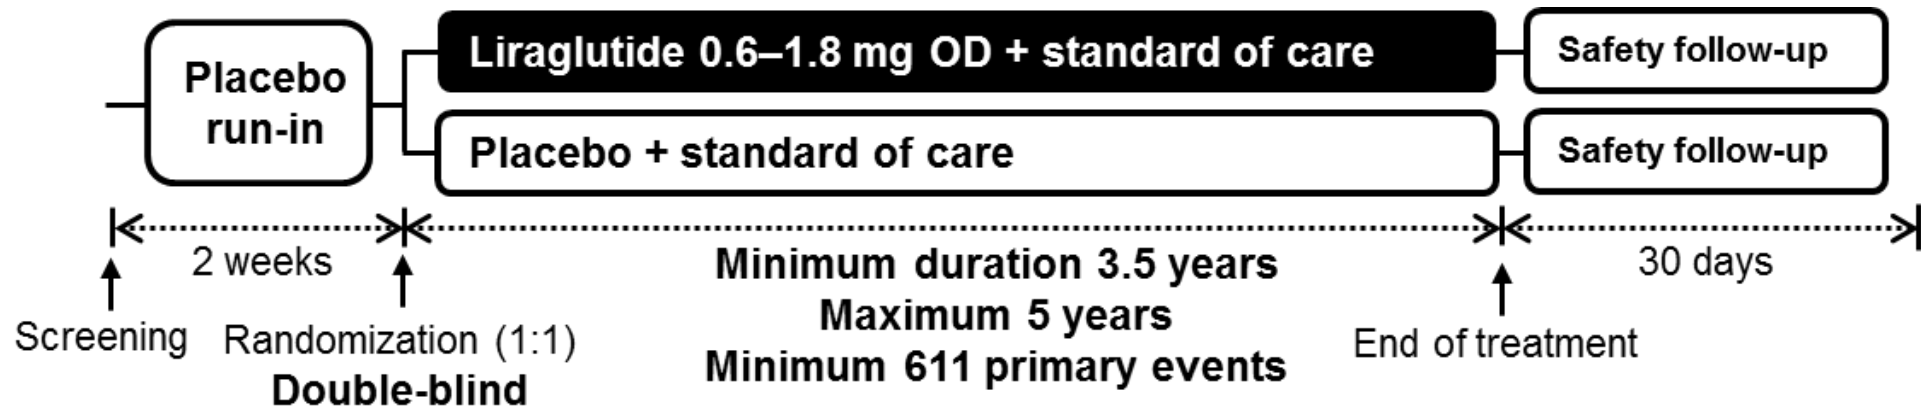 Placebo
run-in
Liraglutide 0.6–1.8 mg OD + standard of care
Safety follow-up
Placebo + standard of care
Safety follow-up
2 weeks
Minimum duration 3.5 years
Maximum 5 years
Minimum 611 primary events
30 days
Screening
Randomization (1:1)
Double-blind
End of treatment